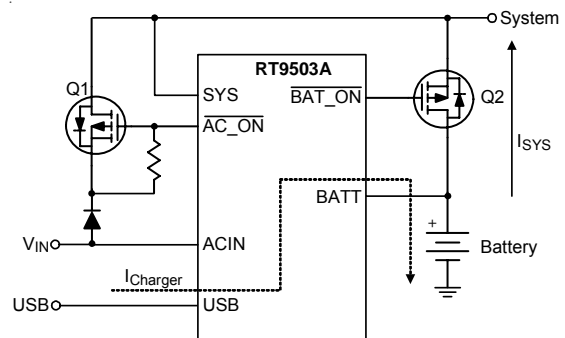 System
RT9503A
Q1
SYS
BAT_ON
Q2
AC_ON
ISYS
BATT
+
VIN
ACIN
Battery
ICharger
USB
USB